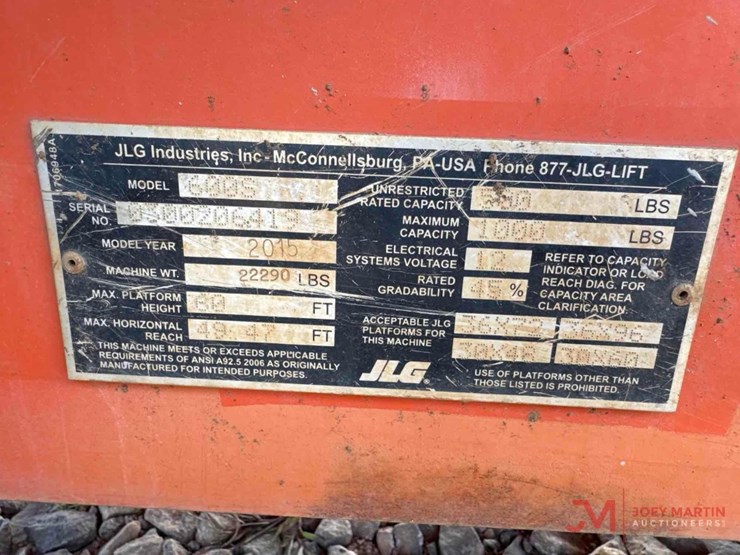 JLG Industries, Inc - McConnellsburg, PA-USA Phone 877-JLG-LIFT
1706948A
MODEL 600S
SERIAL NO. 0300206419
MODEL YEAR 2015
MACHINE WT. 22290 LBS
MAX. PLATFORM HEIGHT 60 FT
MAX. HORIZONTAL REACH 49.47 FT
THIS MACHINE MEETS OR EXCEEDS APPLICABLE
REQUIREMENTS OF ANSI A92.5 2006 AS ORIGINALLY
MANUFACTURED FOR INTENDED PURPOSES.
UNRESTRICTED RATED CAPACITY LBS
MAXIMUM CAPACITY 1000 LBS
ELECTRICAL SYSTEMS VOLTAGE 12
RATED GRADABILITY 45 %
REFER TO CAPACITY
INDICATOR OR LOAD
REACH DIAG. FOR
CAPACITY AREA
CLARIFICATION.
ACCEPTABLE JLG
PLATFORMS FOR
THIS MACHINE
36X72 36X96
30X48 30X60
JLG
USE OF PLATFORMS OTHER THAN
THOSE LISTED IS PROHIBITED.
JM
JOEY MARTIN
AUCTIONEERS!